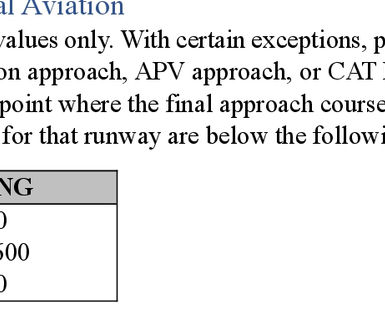 al Aviation
values only. With certain exceptions, p
on approach, APV approach, or CAT
point where the final approach course
for that runway are below the followi
NG
0
600
0